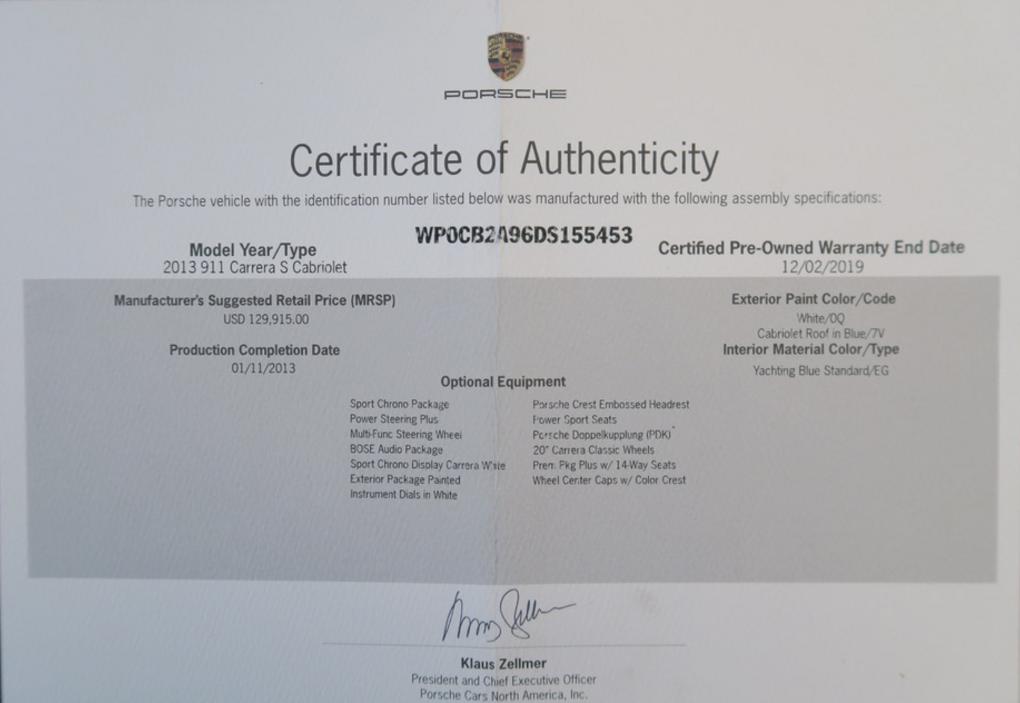 PORSCHE
Certificate of Authenticity
The Porsche vehicle with the identification number listed below was manufactured with the following assembly specifications:
WP0CB2A96DS155453
Model Year/Type
2013 911 Carrera S Cabriolet
Certified Pre-Owned Warranty End Date
12/02/2019
Manufacturer's Suggested Retail Price (MRSP)
USD 129,915.00
Exterior Paint Color/Code
White/0Q
Cabriolet Roof in Blue/7V
Production Completion Date
01/11/2013
Interior Material Color/Type
Yachting Blue Standard/EG
Optional Equipment
Sport Chrono Package
Power Steering Plus
Multi-Func Steering Wheel
BOSE Audio Package
Sport Chrono Display Carrera White
Exterior Package Painted
Instrument Dials in White
Porsche Crest Embossed Headrest
Power Sport Seats
Porsche Doppelkupplung (PDK)
20" Carrera Classic Wheels
Prem. Pkg Plus w/ 14-Way Seats
Wheel Center Caps w/ Color Crest
Klaus Zellmer
President and Chief Executive Officer
Porsche Cars North America, Inc.